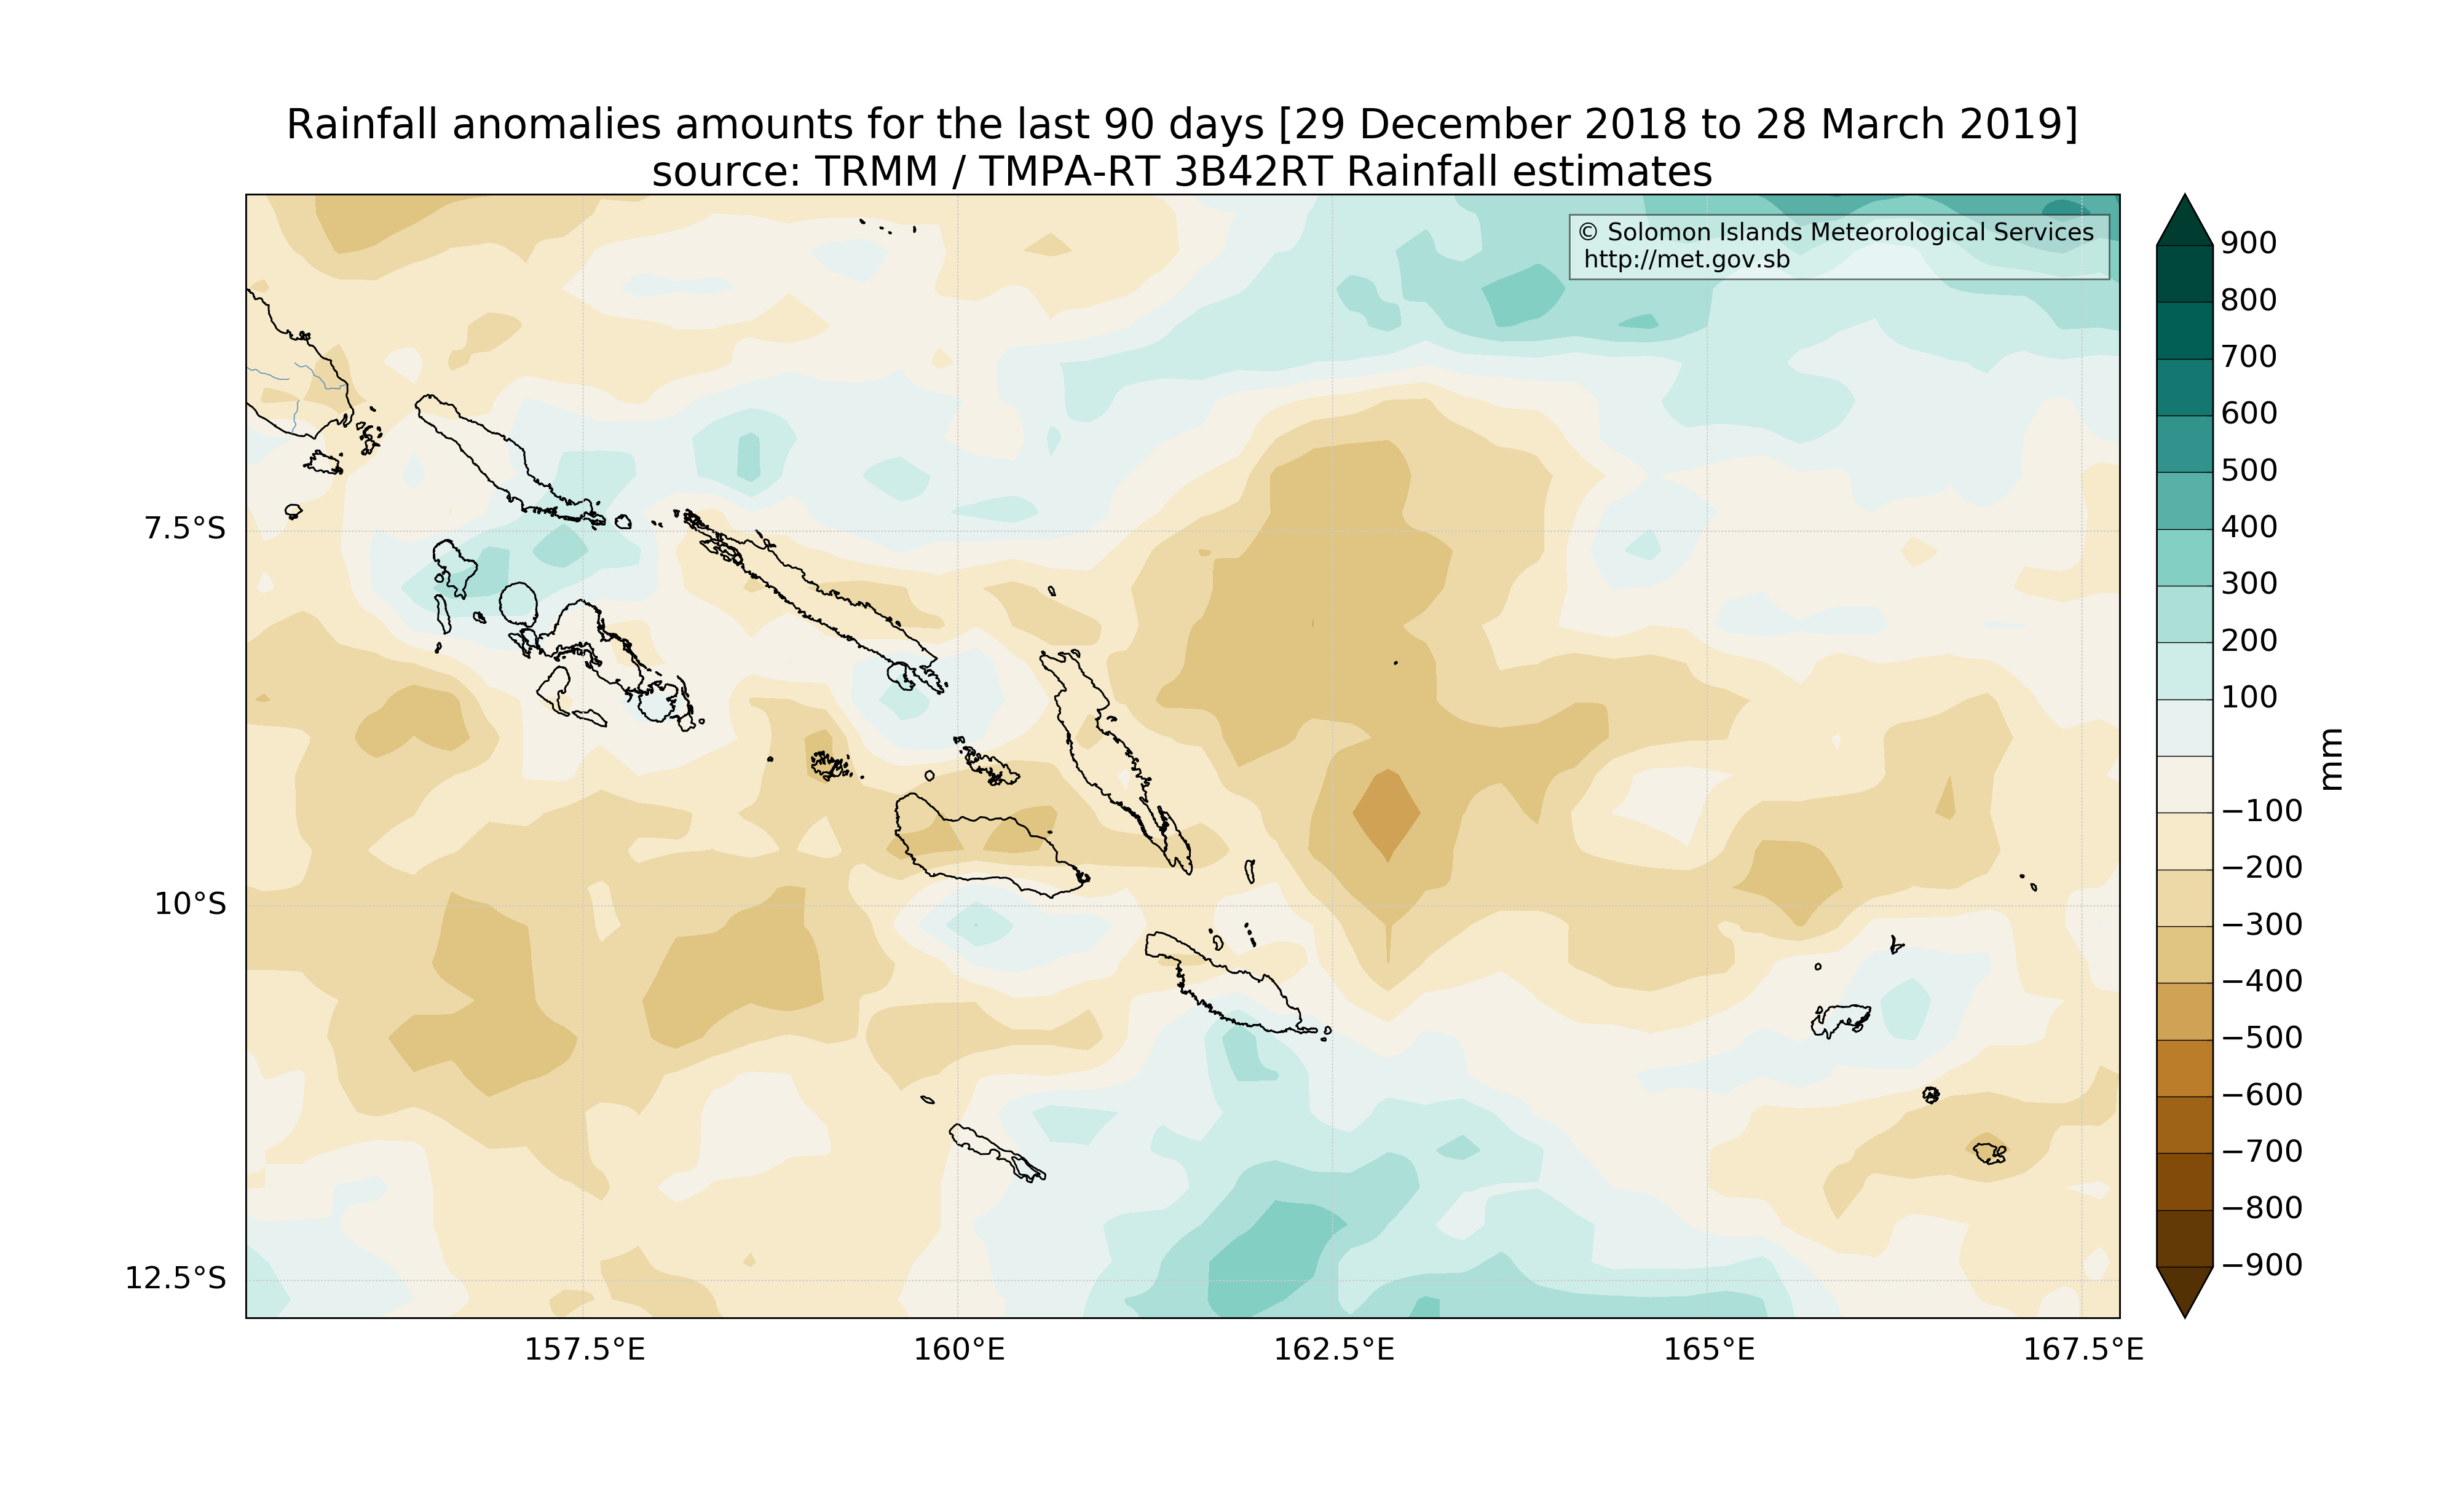 Rainfall anomalies amounts for the last 90 days [29 December 2018 to 28 March 2019]
source: TRMM / TMPA-RT 3B42RT Rainfall estimates
© Solomon Islands Meteorological Services
http://met.gov.sb
7.5°S
10°S
12.5°S
157.5°E
160°E
162.5°E
165°E
167.5°E
900
800
700
600
500
400
300
200
100
−100
−200
−300
−400
−500
−600
−700
−800
−900
mm